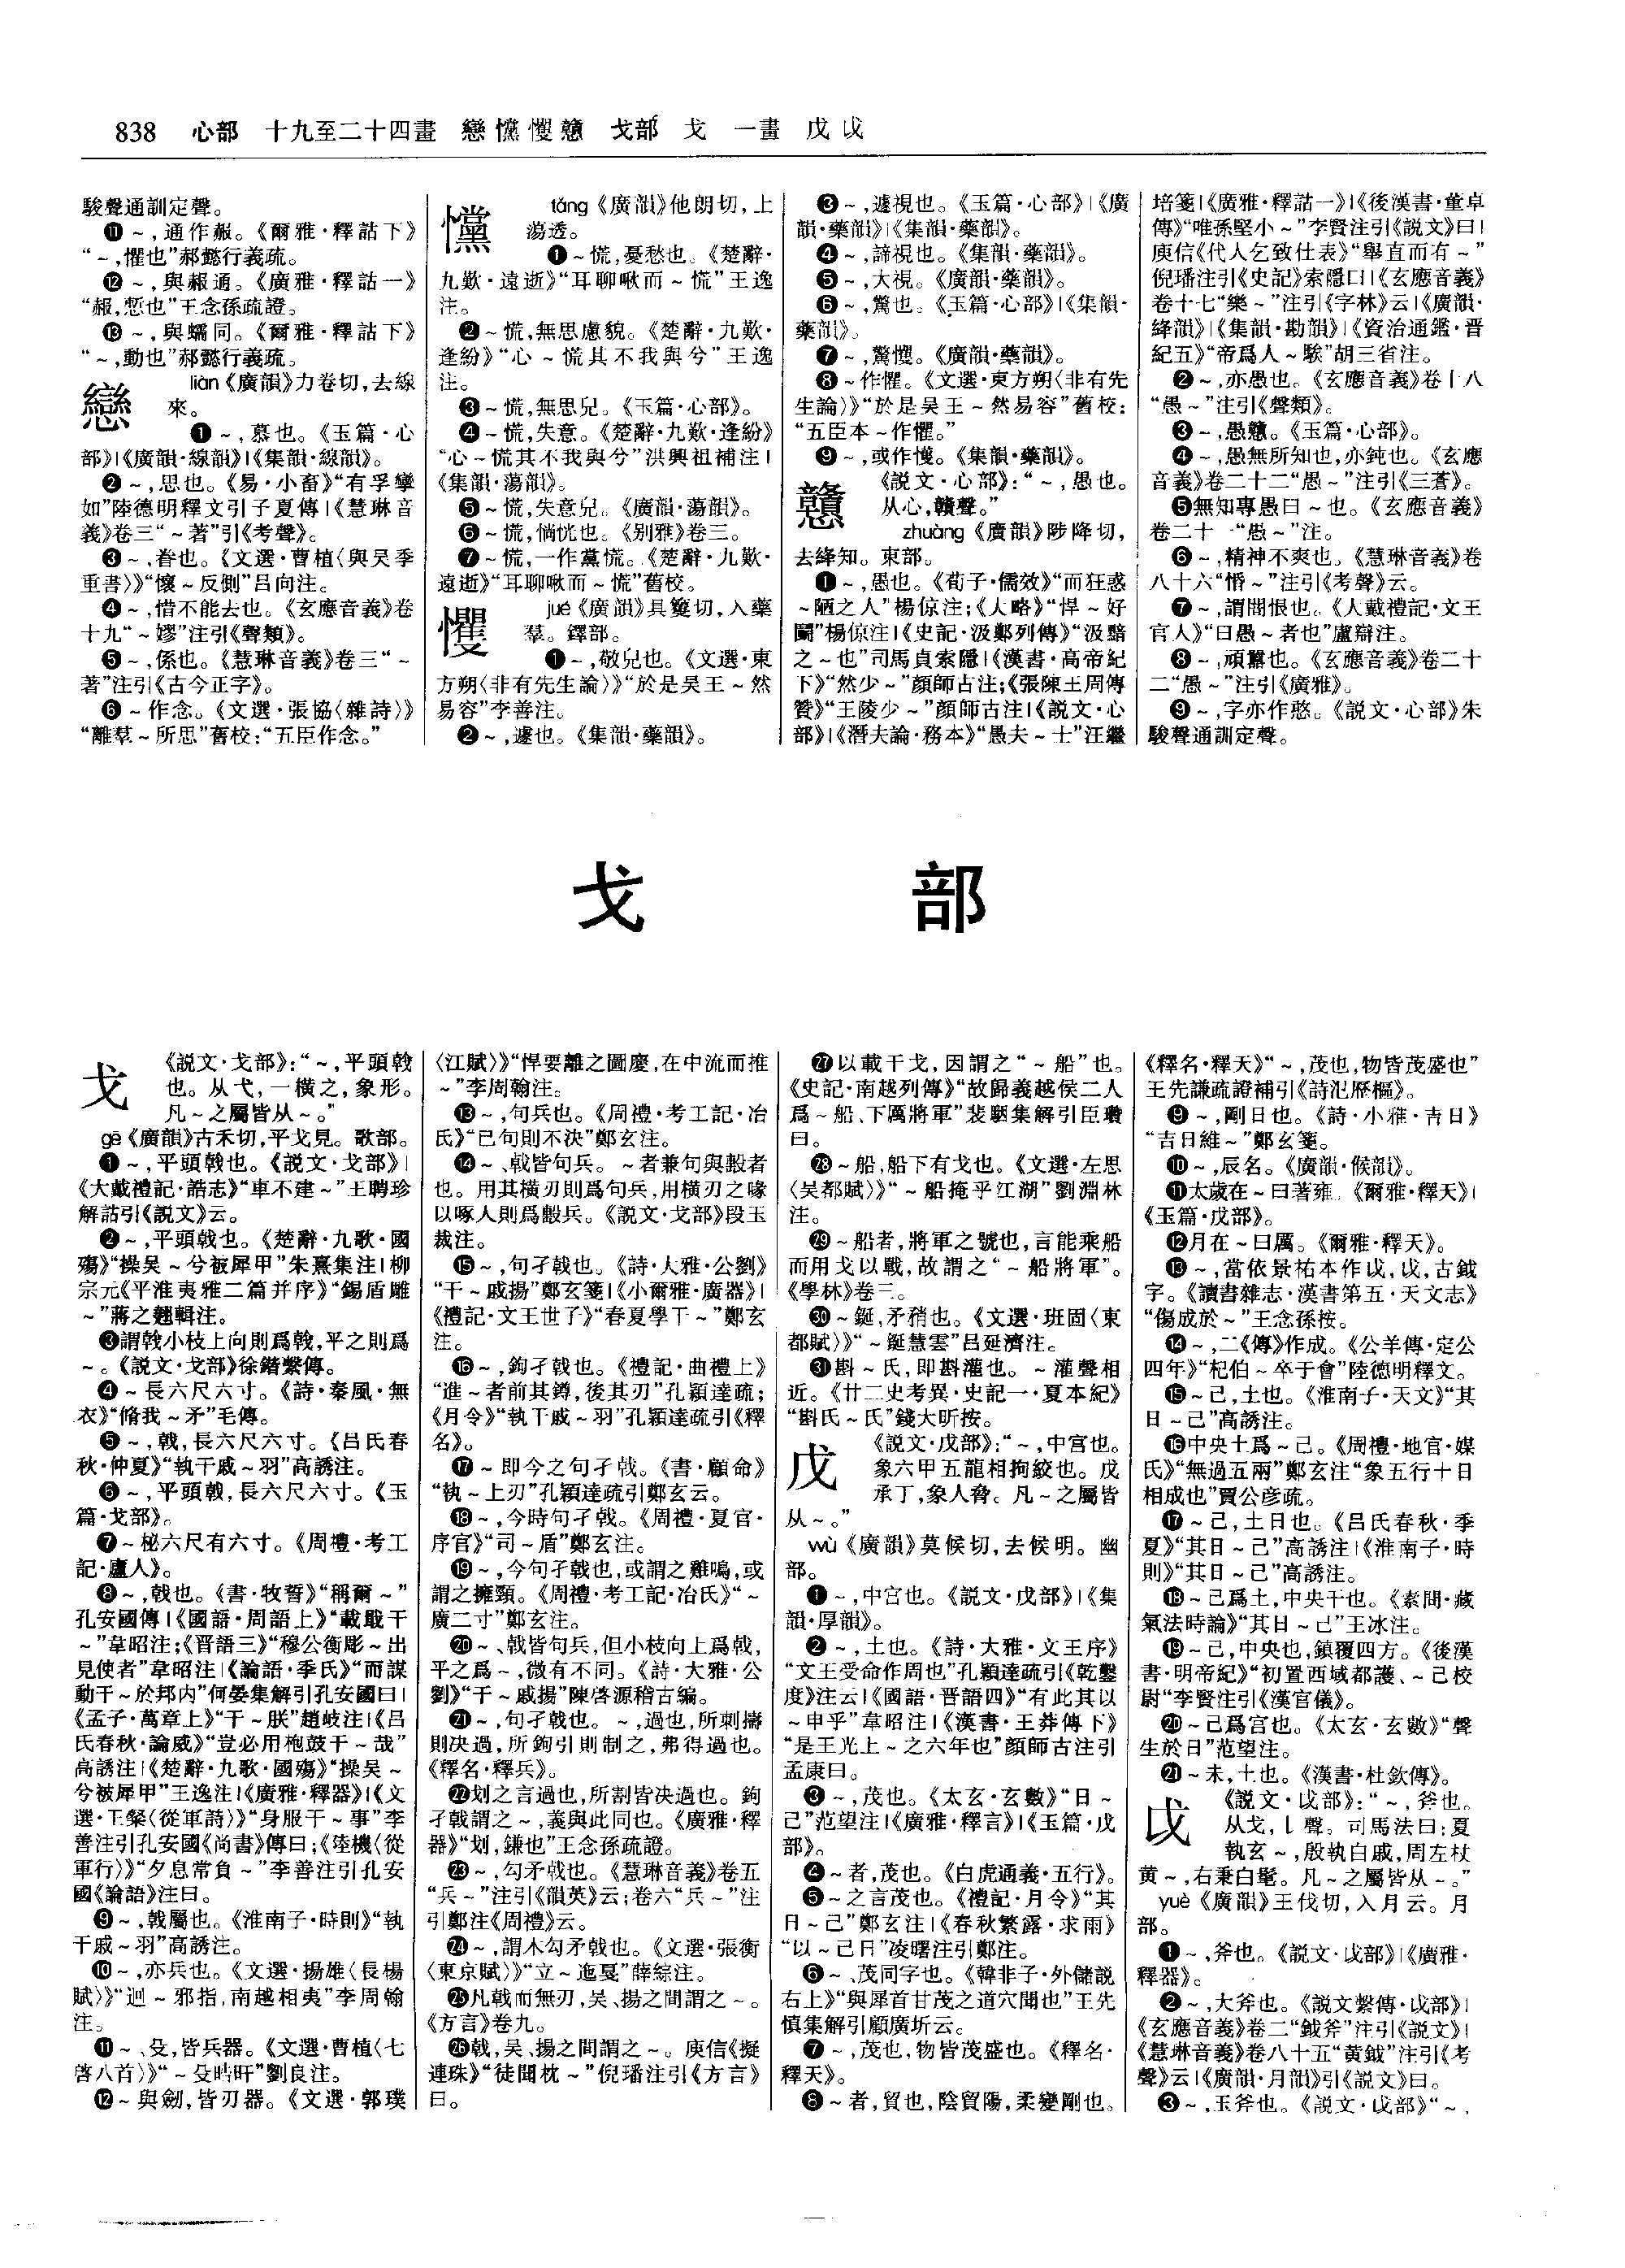 838 心部 十九至二十四畫 戀戃戄戇 戈部 戈 一畫 戊戉
駿聲通訓定聲。
⓫～,通作赧。《爾雅·釋詁下》
“～,懼也”郝懿行義疏。
⓬～,與赧通。《廣雅·釋詁一》
“赧,慙也”王念孫疏證。
⓭～,與蠕同。《爾雅·釋詁下》
“～,動也”郝懿行義疏。
戀 liàn《廣韻》力卷切,去線
來。
❶～,慕也。《玉篇·心
部》|《廣韻·線韻》|《集韻·線韻》。
❷～,思也。《易·小畜》“有孚攣
如”陸德明釋文引子夏傳|《慧琳音
義》卷三“～著”引《考聲》。
❸～,眷也。《文選·曹植〈與吴季
重書〉》“懷～反側”吕向注。
❹～,惜不能去也。《玄應音義》卷
十九“～嫪”注引《聲類》。
❺～,係也。《慧琳音義》卷三“～
著”注引《古今正字》。
❻～作念。《文選·張協〈雜詩〉》
“離羣～所思”舊校:“五臣作念。”
戃 tǎng《廣韻》他朗切,上
蕩透。
❶～慌,憂愁也。《楚辭·
九歎·遠逝》“耳聊啾而～慌”王逸
注。
❷～慌,無思慮貌。《楚辭·九歎·
逢紛》“心～慌其不我與兮”王逸
注。
❸～慌,無思皃。《玉篇·心部》。
❹～慌,失意。《楚辭·九歎·逢紛》
“心～慌其不我與兮”洪興祖補注|
《集韻·蕩韻》。
❺～慌,失意皃。《廣韻·蕩韻》。
❻～慌,惝恍也。《别雅》卷三。
❼～慌,一作黨慌。《楚辭·九歎·
遠逝》“耳聊啾而～慌”舊校。
戄 jué《廣韻》具籰切,入藥
羣。鐸部。
❶～,敬皃也。《文選·東
方朔〈非有先生論〉》“於是吴王～然
易容”李善注。
❷～,遽也。《集韻·藥韻》。
❸～,遽視也。《玉篇·心部》|《廣
韻·藥韻》|《集韻·藥韻》。
❹～,諦視也。《集韻·藥韻》。
❺～,大視。《廣韻·藥韻》。
❻～,驚也。《玉篇·心部》|《集韻·
藥韻》。
❼～,驚戄。《廣韻·藥韻》。
❽～作懼。《文選·東方朔〈非有先
生論〉》“於是吴王～然易容”舊校:
“五臣本～作懼。”
❾～,或作愯。《集韻·藥韻》。
戇 《説文·心部》:“～,愚也。
从心,贛聲。”
zhuàng《廣韻》陟降切,
去絳知。東部。
❶～,愚也。《荀子·儒效》“而狂惑
～陋之人”楊倞注;《大略》“悍～好
鬬”楊倞注|《史記·汲鄭列傳》“汲黯
之～也”司馬貞索隱|《漢書·高帝紀
下》“然少～”顔師古注;《張陳王周傳
贊》“王陵少～”顔師古注|《説文·心
部》|《潛夫論·務本》“愚夫～士”汪繼
培箋|《廣雅·釋詁一》|《後漢書·董卓
傳》“唯孫堅小～”李賢注引《説文》曰|
庾信《代人乞致仕表》“舉直而有～”
倪璠注引《史記》索隱曰|《玄應音義》
卷十七“樂～”注引《字林》云|《廣韻·
絳韻》|《集韻·勘韻》|《資治通鑑·晋
紀五》“帝爲人～騃”胡三省注。
❷～,亦愚也。《玄應音義》卷十八
“愚～”注引《聲類》。
❸～,愚戇。《玉篇·心部》。
❹～,愚無所知也,亦鈍也。《玄應
音義》卷二十二“愚～”注引《三蒼》。
❺無知專愚曰～也。《玄應音義》
卷二十一“愚～”注。
❻～,精神不爽也。《慧琳音義》卷
八十六“惛～”注引《考聲》云。
❼～,謂悶恨也。《大戴禮記·文王
官人》“曰愚～者也”盧辯注。
❽～,頑嚚也。《玄應音義》卷二十
二“愚～”注引《廣雅》。
❾～,字亦作憨。《説文·心部》朱
駿聲通訓定聲。
戈 部
戈 《説文·戈部》:“～,平頭戟
也。从弋,一横之,象形。
凡～之屬皆从～。”
gē《廣韻》古禾切,平戈見。歌部。
❶～,平頭戟也。《説文·戈部》|
《大戴禮記·誥志》“車不建～”王聘珍
解詁引《説文》云。
❷～,平頭戟也。《楚辭·九歌·國
殤》“操吴～兮被犀甲”朱熹集注|柳
宗元《平淮夷雅二篇并序》“錫盾雕
～”蔣之翹輯注。
❸謂戟小枝上向則爲戟,平之則爲
～。《説文·戈部》徐鍇繫傳。
❹～長六尺六寸。《詩·秦風·無
衣》“脩我～矛”毛傳。
❺～,戟,長六尺六寸。《吕氏春
秋·仲夏》“執干戚～羽”高誘注。
❻～,平頭戟,長六尺六寸。《玉
篇·戈部》。
❼～柲六尺有六寸。《周禮·考工
記·廬人》。
❽～,戟也。《書·牧誓》“稱爾～”
孔安國傳|《國語·周語上》“載戢干
～”韋昭注;《晋語三》“穆公衡彫～出
見使者”韋昭注|《論語·季氏》“而謀
動干～於邦内”何晏集解引孔安國曰|
《孟子·萬章上》“干～朕”趙岐注|《吕
氏春秋·論威》“豈必用枹鼓干～哉”
高誘注|《楚辭·九歌·國殤》“操吴～
兮被犀甲”王逸注|《廣雅·釋器》|《文
選·王粲〈從軍詩〉》“身服干～事”李
善注引孔安國《尚書》傳曰;《陸機〈從
軍行〉》“夕息常負～”李善注引孔安
國《論語》注曰。
❾～,戟屬也。《淮南子·時則》“執
干戚～羽”高誘注。
❿～,亦兵也。《文選·揚雄〈長楊
賦〉》“迴～邪指,南越相夷”李周翰
注。
⓫～、殳,皆兵器。《文選·曹植〈七
啓八首〉》“～殳晧旰”劉良注。
⓬～與劍,皆刃器。《文選·郭璞
〈江賦〉》“悍要離之圖慶,在中流而推
～”李周翰注。
⓭～,句兵也。《周禮·考工記·冶
氏》“已句則不決”鄭玄注。
⓮～、戟皆句兵。～者兼句與毄者
也。用其横刃則爲句兵,用横刃之喙
以啄人則爲毄兵。《説文·戈部》段玉
裁注。
⓯～,句孑戟也。《詩·大雅·公劉》
“干～戚揚”鄭玄箋|《小爾雅·廣器》|
《禮記·文王世子》“春夏學干～”鄭玄
注。
⓰～,鉤孑戟也。《禮記·曲禮上》
“進～者前其鐏,後其刃”孔穎達疏;
《月令》“執干戚～羽”孔穎達疏引《釋
名》。
⓱～即今之句孑戟。《書·顧命》
“執～上刃”孔穎達疏引鄭玄云。
⓲～,今時句孑戟。《周禮·夏官·
序官》“司～盾”鄭玄注。
⓳～,今句孑戟也,或謂之雞鳴,或
謂之擁頸。《周禮·考工記·冶氏》“～
廣二寸”鄭玄注。
⓴～、戟皆句兵,但小枝向上爲戟,
平之爲～,微有不同。《詩·大雅·公
劉》“干～戚揚”陳啓源稽古編。
㉑～,句孑戟也。～,過也,所刺擣
則决過,所鉤引則制之,弗得過也。
《釋名·釋兵》。
㉒划之言過也,所割皆决過也。鉤
孑戟謂之～,義與此同也。《廣雅·釋
器》“划,鎌也”王念孫疏證。
㉓～,勾矛戟也。《慧琳音義》卷五
“兵～”注引《韻英》云;卷六“兵～”注
引鄭注《周禮》云。
㉔～,謂木勾矛戟也。《文選·張衡
〈東京賦〉》“立～迤戛”薛綜注。
㉕凡戟而無刃,吴、揚之間謂之～。
《方言》卷九。
㉖戟,吴、揚之間謂之～。庾信《擬
連珠》“徒聞枕～”倪璠注引《方言》
曰。
㉗以載干戈,因謂之“～船”也。
《史記·南越列傳》“故歸義越侯二人
爲～船、下厲將軍”裴駰集解引臣瓚
曰。
㉘～船,船下有戈也。《文選·左思
〈吴都賦〉》“～船掩乎江湖”劉淵林
注。
㉙～船者,將軍之號也,言能乘船
而用戈以戰,故謂之“～船將軍”。
《學林》卷三。
㉚～鋋,矛矟也。《文選·班固〈東
都賦〉》“～鋋慧雲”吕延濟注。
㉛斟～氏,即斟灌也。～灌聲相
近。《廿二史考異·史記一·夏本紀》
“斟氏～氏”錢大昕按。
戊 《説文·戊部》:“～,中宫也。
象六甲五龍相拘絞也。戊
承丁,象人脅。凡～之屬皆
从～。”
wù《廣韻》莫候切,去候明。幽
部。
❶～,中宫也。《説文·戊部》|《集
韻·厚韻》。
❷～,土也。《詩·大雅·文王序》
“文王受命作周也”孔穎達疏引《乾鑿
度》注云|《國語·晋語四》“有此其以
～申乎”韋昭注|《漢書·王莽傳下》
“是王光上～之六年也”顔師古注引
孟康曰。
❸～,茂也。《太玄·玄數》“日～
己”范望注|《廣雅·釋言》|《玉篇·戊
部》。
❹～者,茂也。《白虎通義·五行》。
❺～之言茂也。《禮記·月令》“其
日～己”鄭玄注|《春秋繁露·求雨》
“以～己日”凌曙注引鄭注。
❻～、茂同字也。《韓非子·外儲説
右上》“與犀首甘茂之道穴聞也”王先
慎集解引顧廣圻云。
❼～,茂也,物皆茂盛也。《釋名·
釋天》。
❽～者,貿也,陰貿陽,柔變剛也。
《釋名·釋天》“～,茂也,物皆茂盛也”
王先謙疏證補引《詩汜歷樞》。
❾～,剛日也。《詩·小雅·吉日》
“吉日維～”鄭玄箋。
❿～,辰名。《廣韻·候韻》。
⓫太歲在～曰著雍。《爾雅·釋天》|
《玉篇·戊部》。
⓬月在～曰厲。《爾雅·釋天》。
⓭～,當依景祐本作戉,戉,古鉞
字。《讀書雜志·漢書第五·天文志》
“傷成於～”王念孫按。
⓮～,二《傳》作成。《公羊傳·定公
四年》“杞伯～卒于會”陸德明釋文。
⓯～己,土也。《淮南子·天文》“其
日～己”高誘注。
⓰中央土爲～己。《周禮·地官·媒
氏》“無過五兩”鄭玄注“象五行十日
相成也”賈公彦疏。
⓱～己,土日也。《吕氏春秋·季
夏》“其日～己”高誘注|《淮南子·時
則》“其日～己”高誘注。
⓲～己爲土,中央干也。《素問·藏
氣法時論》“其日～己”王冰注。
⓳～己,中央也,鎮覆四方。《後漢
書·明帝紀》“初置西域都護、～己校
尉”李賢注引《漢官儀》。
⓴～己爲宫也。《太玄·玄數》“聲
生於日”范望注。
㉑～未,土也。《漢書·杜欽傳》。
戉 《説文·戉部》:“～,斧也。
从戈,𠄌聲。司馬法曰:夏
執玄～,殷執白戚,周左杖
黄～,右秉白髦。凡～之屬皆从～。”
yuè《廣韻》王伐切,入月云。月
部。
❶～,斧也。《説文·戉部》|《廣雅·
釋器》。
❷～,大斧也。《説文繫傳·戉部》|
《玄應音義》卷二“鉞斧”注引《説文》|
《慧琳音義》卷八十五“黄鉞”注引《考
聲》云|《廣韻·月韻》引《説文》曰。
❸～,玉斧也。《説文·戉部》“～,